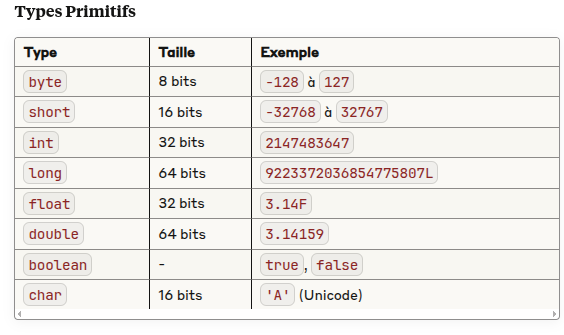 Types Primitifs
Type Taille Exemple
byte 8 bits -128 à 127
short 16 bits -32768 à 32767
int 32 bits 2147483647
long 64 bits 9223372036854775807L
float 32 bits 3.14F
double 64 bits 3.14159
boolean - true, false
char 16 bits 'A' (Unicode)